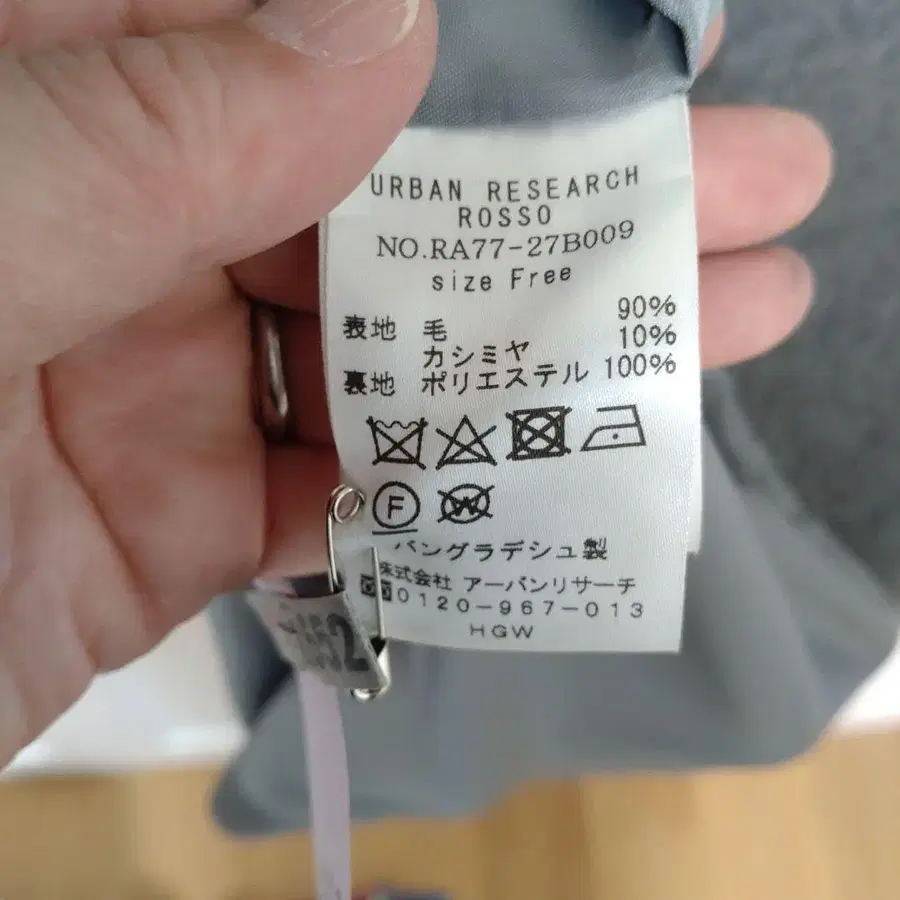 URBAN RESEARCH
ROSSO
NO.RA77-27B009
size Free
表地 毛 90%
カシミヤ 10%
裏地 ポリエステル 100%
F W
バングラデシュ製
株式会社 アーバンリサーチ
0120-967-013
HGW